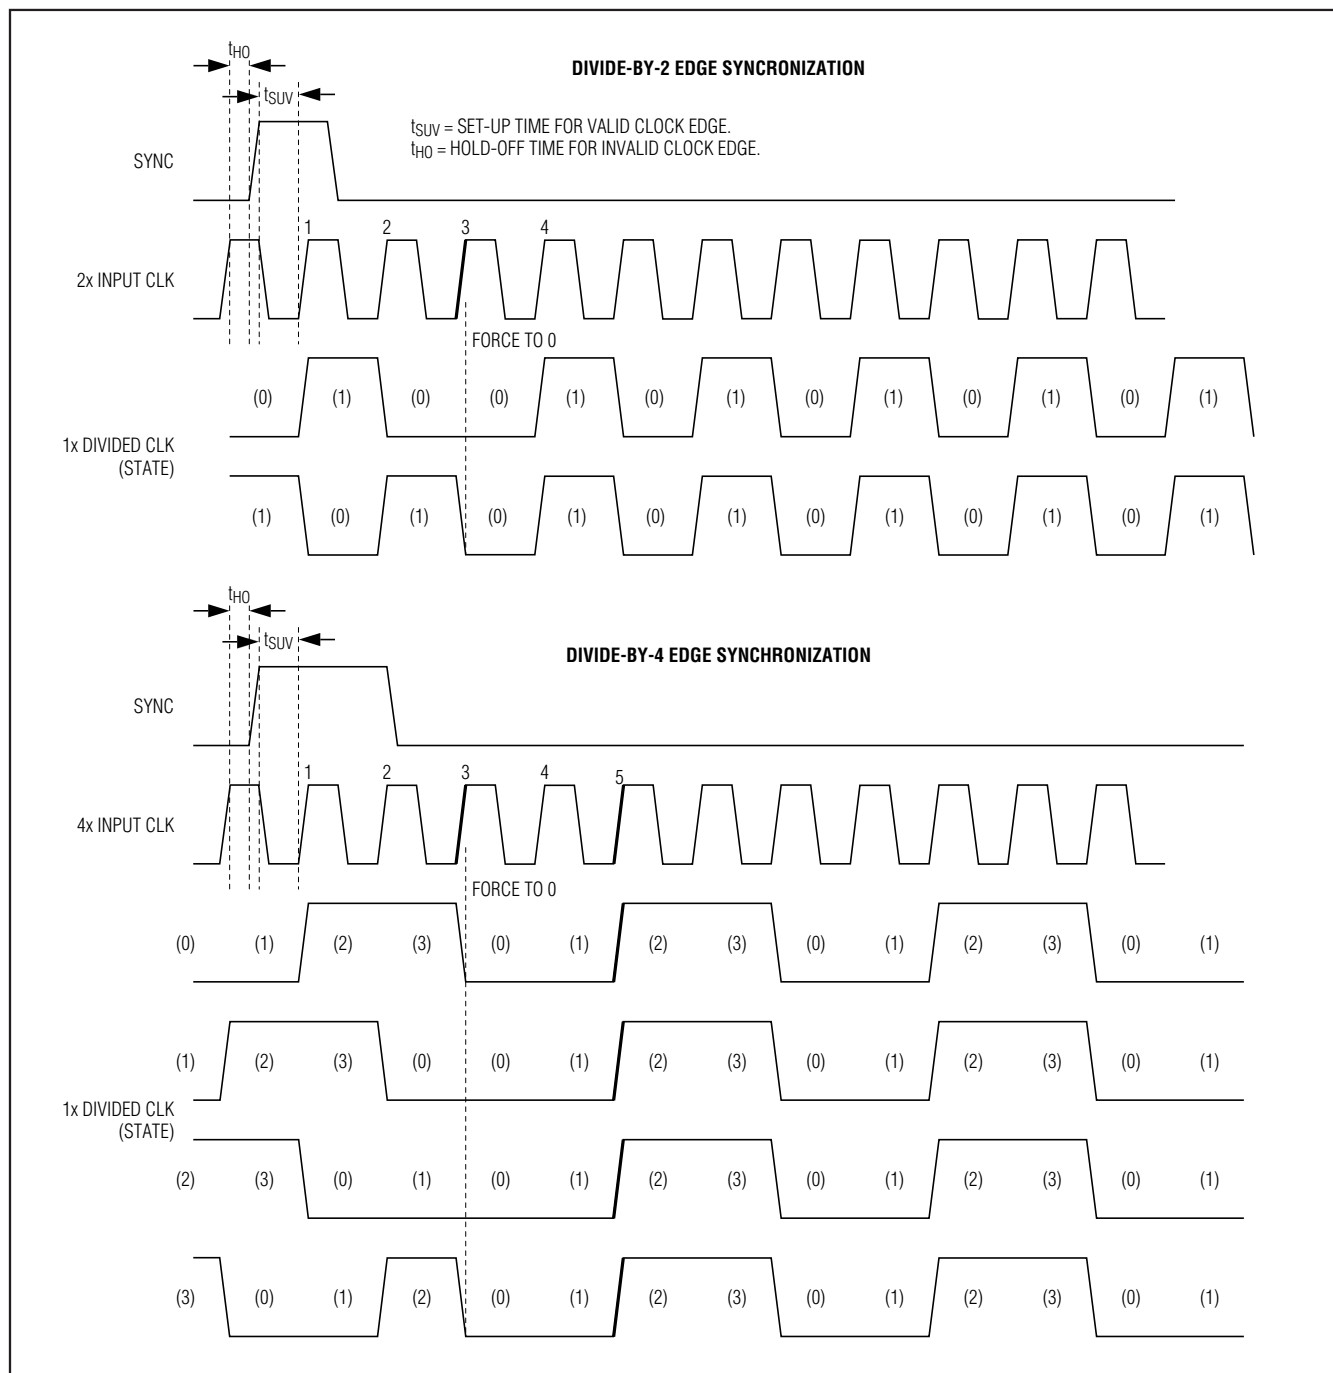 tHO
DIVIDE-BY-2 EDGE SYNCRONIZATION
tSUV
tSUV = SET-UP TIME FOR VALID CLOCK EDGE.
tHO = HOLD-OFF TIME FOR INVALID CLOCK EDGE.
SYNC
1 2 3 4
2x INPUT CLK
FORCE TO 0
(0) (1) (0) (0) (1) (0) (1) (0) (1) (0) (1) (0) (1)
1x DIVIDED CLK
(STATE)
(1) (0) (1) (0) (1) (0) (1) (0) (1) (0) (1) (0) (1)
tHO
tSUV
DIVIDE-BY-4 EDGE SYNCHRONIZATION
SYNC
1 2 3 4 5
4x INPUT CLK
FORCE TO 0
(0) (1) (2) (3) (0) (1) (2) (3) (0) (1) (2) (3) (0) (1)
(1) (2) (3) (0) (0) (1) (2) (3) (0) (1) (2) (3) (0) (1)
1x DIVIDED CLK
(STATE)
(2) (3) (0) (1) (0) (1) (2) (3) (0) (1) (2) (3) (0) (1)
(3) (0) (1) (2) (0) (1) (2) (3) (0) (1) (2) (3) (0) (1)